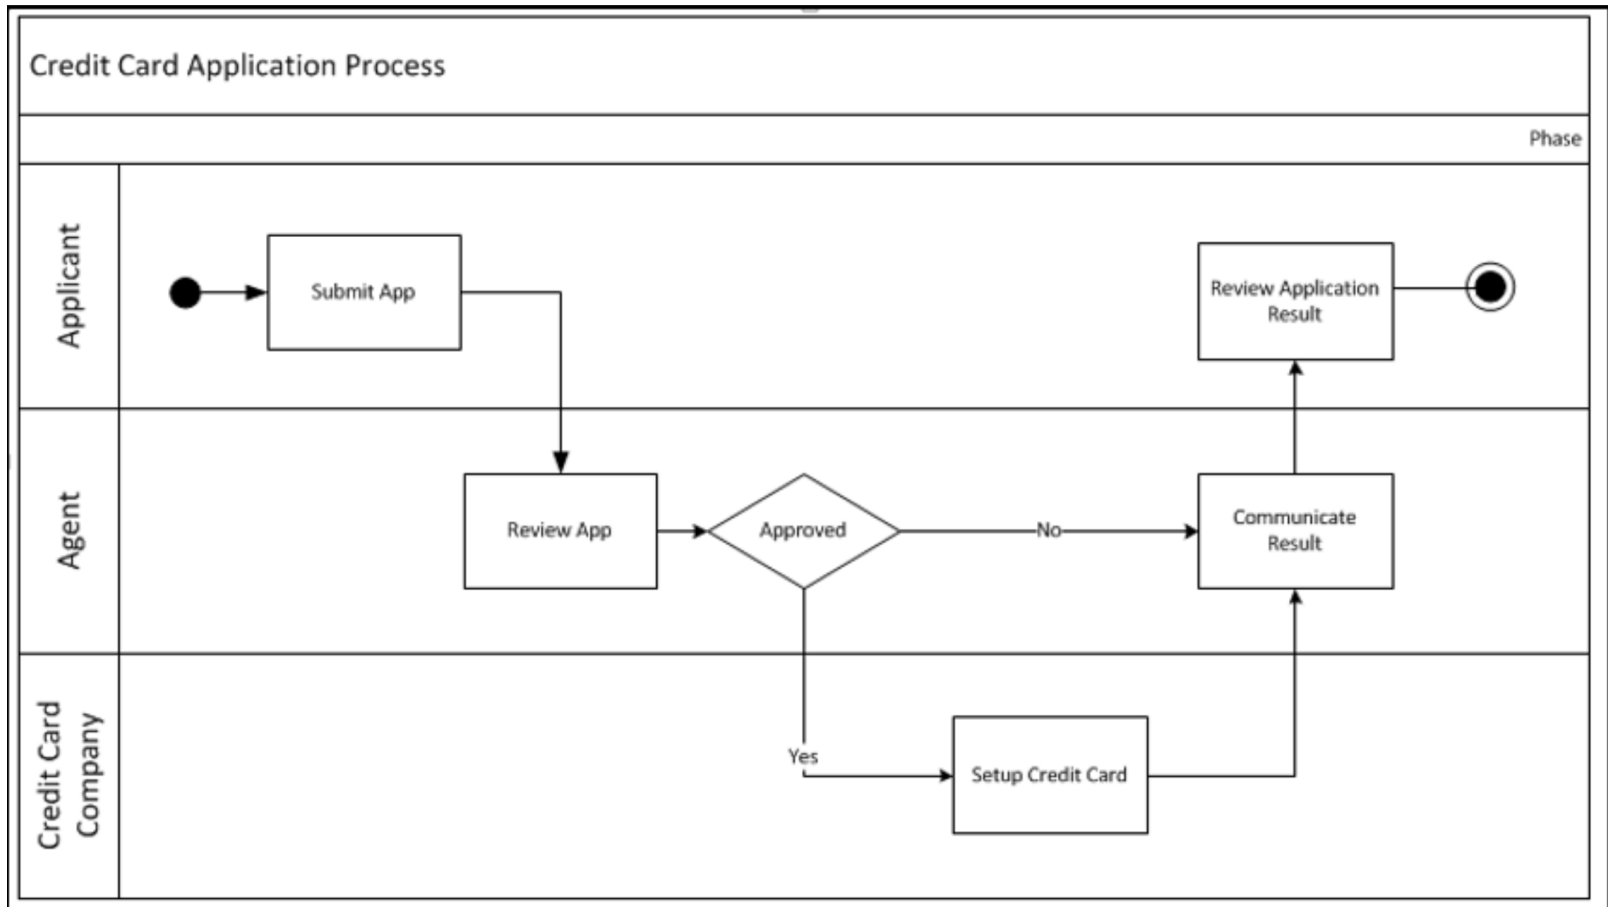 Credit Card Application Process
Phase
Applicant
Submit App
Review Application
Result
Agent
Review App
Approved
No
Communicate
Result
Credit Card
Company
Yes
Setup Credit Card